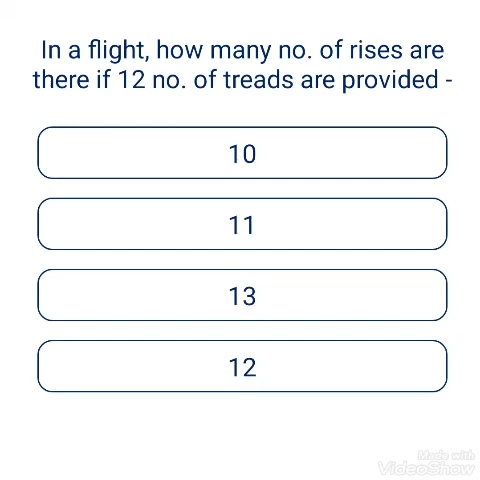 In a flight, how many no. of rises are
there if 12 no. of treads are provided -
10
11
13
12
Made with
VideoShow